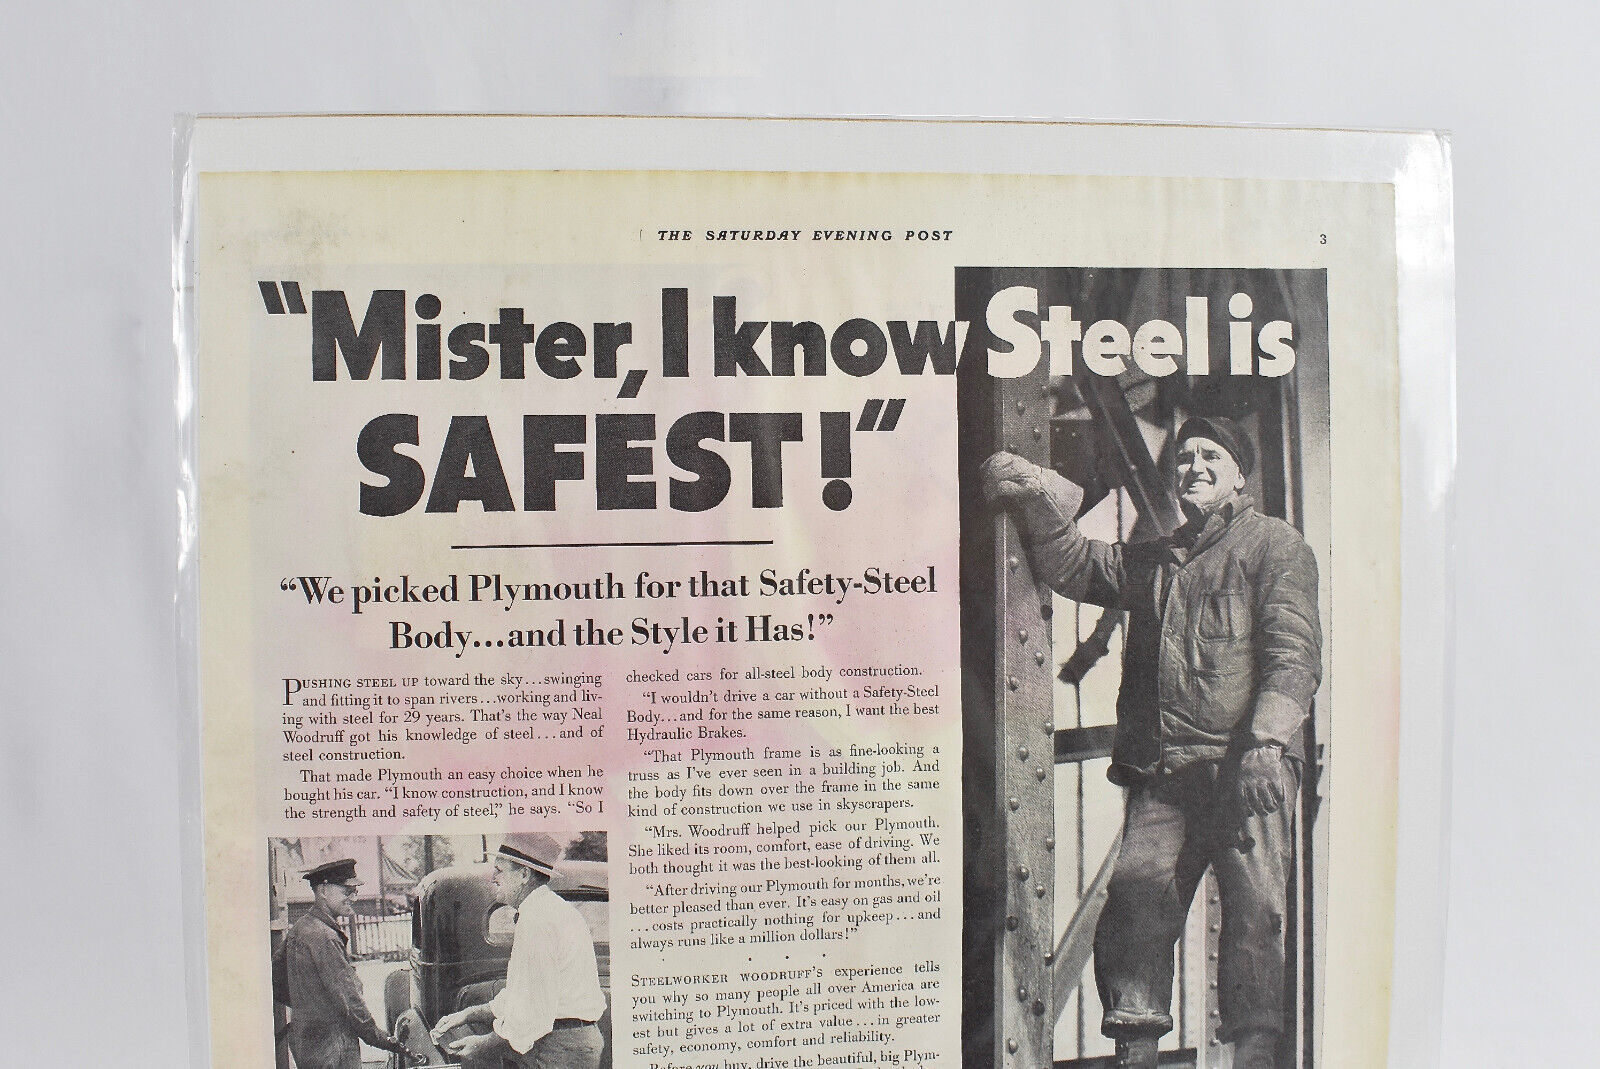 THE SATURDAY EVENING POST
3
"Mister, I know Steel is
SAFEST!"
"We picked Plymouth for that Safety-Steel
Body...and the Style it Has!"
PUSHING STEEL UP toward the sky...swinging
and fitting it to span rivers...working and liv-
ing with steel for 29 years. That's the way Neal
Woodruff got his knowledge of steel...and of
steel construction.
That made Plymouth an easy choice when he
bought his car. "I know construction, and I know
the strength and safety of steel," he says. "So I
checked cars for all-steel body construction.
"I wouldn't drive a car without a Safety-Steel
Body...and for the same reason, I want the best
Hydraulic Brakes.
"That Plymouth frame is as fine-looking a
truss as I've ever seen in a building job. And
the body fits down over the frame in the same
kind of construction we use in skyscrapers.
"Mrs. Woodruff helped pick our Plymouth.
She liked its room, comfort, ease of driving. We
both thought it was the best-looking of them all.
"After driving our Plymouth for months, we're
better pleased than ever. It's easy on gas and oil
...costs practically nothing for upkeep...and
always runs like a million dollars!"
STEELWORKER WOODRUFF'S experience tells
you why so many people all over America are
switching to Plymouth. It's priced with the low-
est but gives a lot of extra value...in greater
safety, economy, comfort and reliability.
Before you buy, drive the beautiful, big Plym-